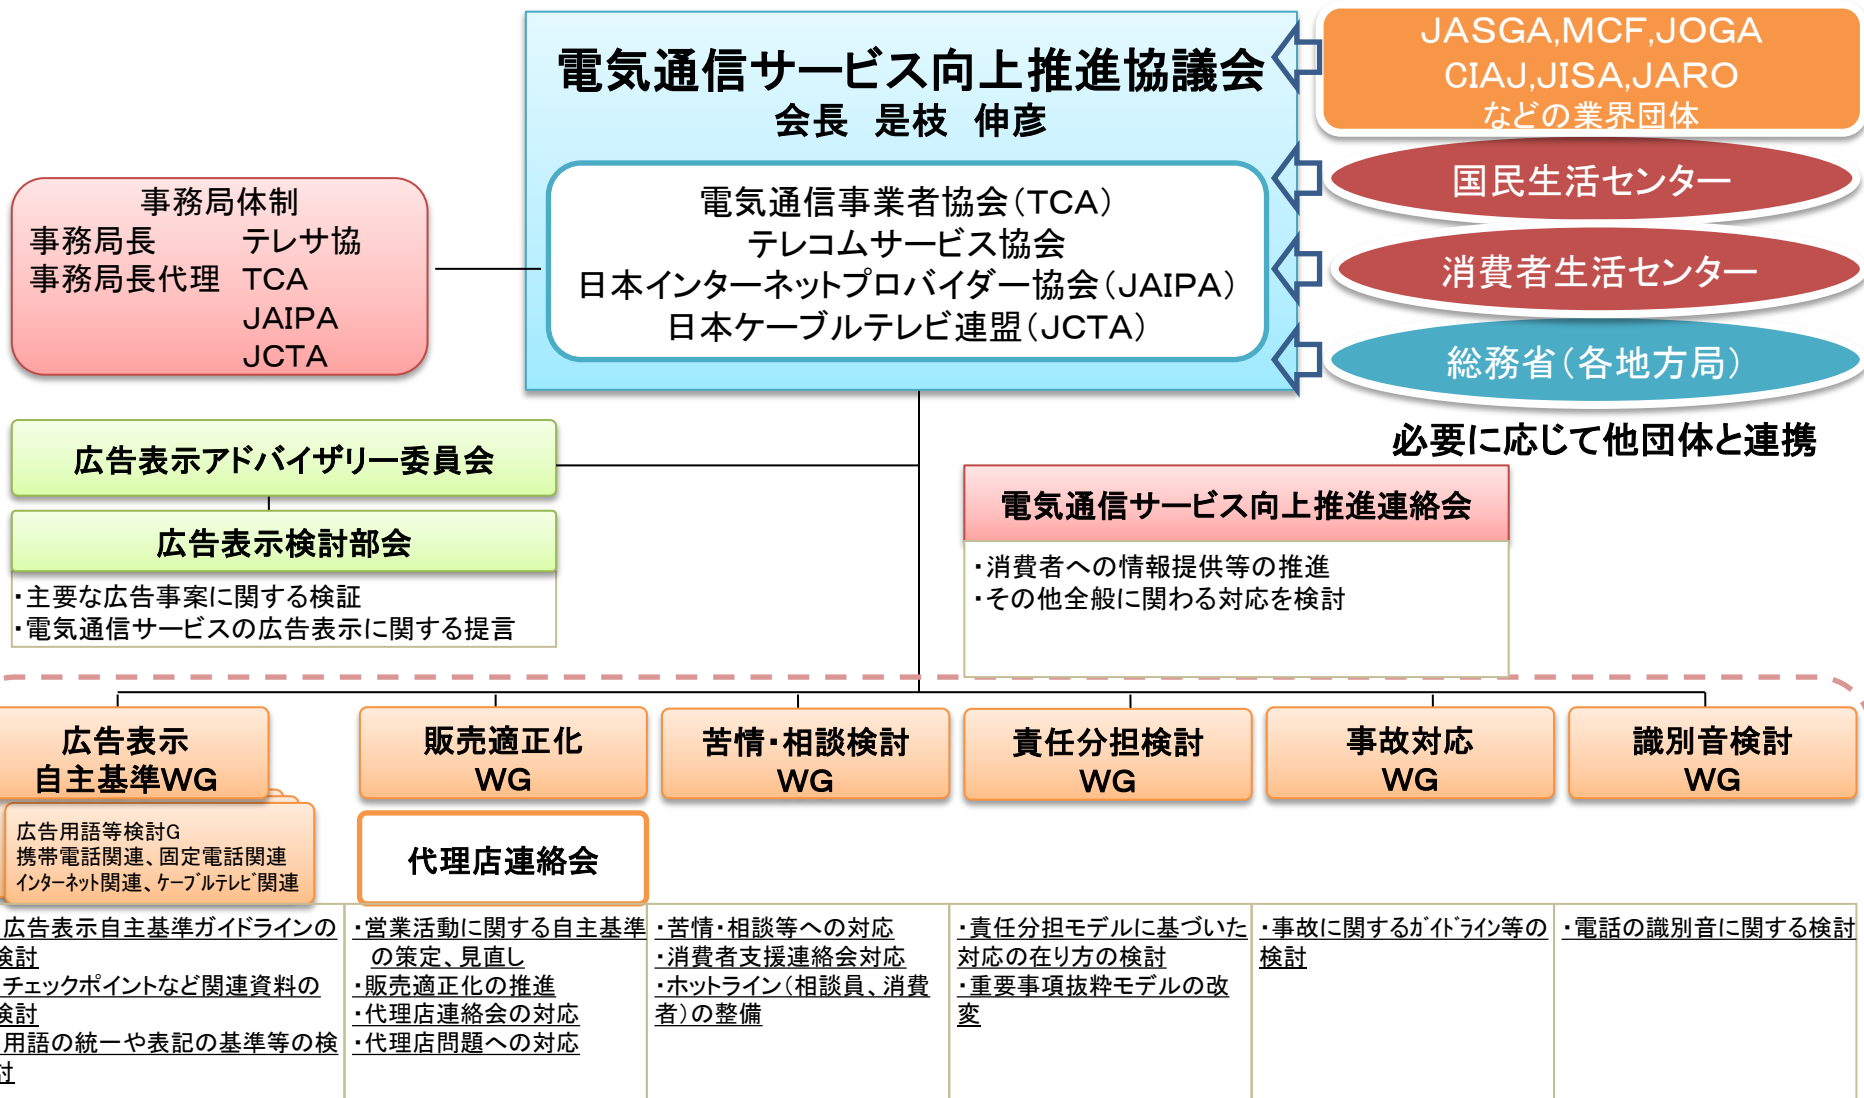 電気通信サービス向上推進協議会
会長　是枝　伸彦
電気通信事業者協会（TCA）
テレコムサービス協会
日本インターネットプロバイダー協会（JAIPA）
日本ケーブルテレビ連盟（JCTA）
JASGA,MCF,JOGA
CIAJ,JISA,JARO
などの業界団体
国民生活センター
消費者生活センター
総務省（各地方局）
必要に応じて他団体と連携
事務局体制
事務局長　テレサ協
事務局長代理　TCA
JAIPA
JCTA
広告表示アドバイザリー委員会
広告表示検討部会
・主要な広告事案に関する検証
・電気通信サービスの広告表示に関する提言
電気通信サービス向上推進連絡会
・消費者への情報提供等の推進
・その他全般に関わる対応を検討
広告表示
自主基準WG
広告用語等検討G
携帯電話関連、固定電話関連
インターネット関連、ケーブルテレビ関連
広告表示自主基準ガイドラインの
検討
チェックポイントなど関連資料の
検討
用語の統一や表記の基準等の検
討
販売適正化
WG
代理店連絡会
・営業活動に関する自主基準
の策定、見直し
・販売適正化の推進
・代理店連絡会の対応
・代理店問題への対応
苦情・相談検討
WG
・苦情・相談等への対応
・消費者支援連絡会対応
・ホットライン（相談員、消費
者）の整備
責任分担検討
WG
・責任分担モデルに基づいた
対応の在り方の検討
・重要事項抜粋モデルの改
変
事故対応
WG
・事故に関するガイドライン等の
検討
識別音検討
WG
・電話の識別音に関する検討